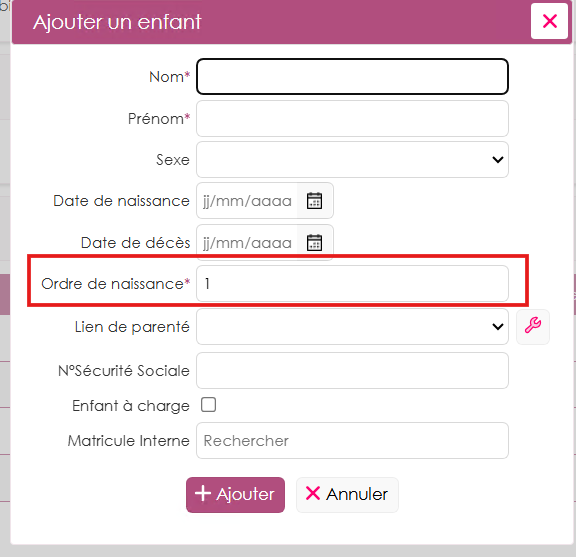 Ajouter un enfant
Nom*
Prénom*
Sexe
Date de naissance jj/mm/aaaa
Date de décès jj/mm/aaaa
Ordre de naissance* 1
Lien de parenté
N°Sécurité Sociale
Enfant à charge
Matricule Interne Rechercher
Ajouter Annuler